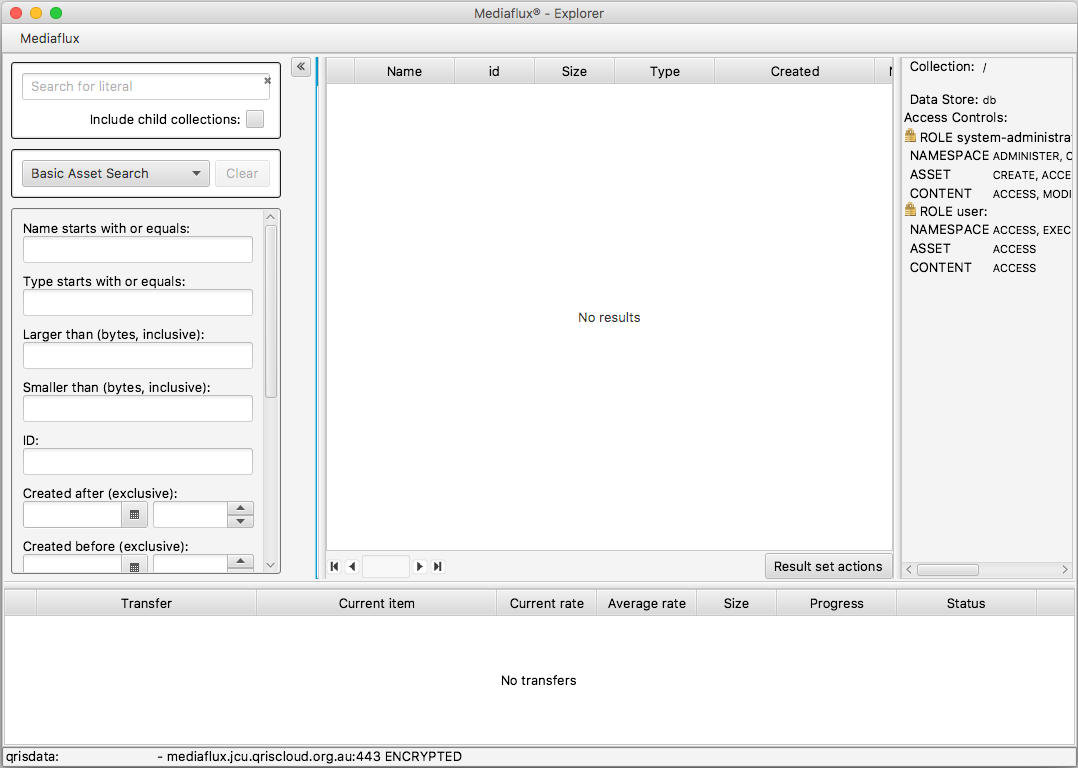 Mediaflux® - Explorer
Mediaflux
Search for literal
Include child collections:
Basic Asset Search
Clear
Name starts with or equals:
Type starts with or equals:
Larger than (bytes, inclusive):
Smaller than (bytes, inclusive):
ID:
Created after (exclusive):
Created before (exclusive):
Name id Size Type Created
No results
Result set actions
Collection: /
Data Store: db
Access Controls:
ROLE system-administra
NAMESPACE ADMINISTER, C
ASSET CREATE, ACCE
CONTENT ACCESS, MODI
ROLE user:
NAMESPACE ACCESS, EXEC
ASSET ACCESS
CONTENT ACCESS
Transfer Current item Current rate Average rate Size Progress Status
No transfers
qrisdata: - mediaflux.jcu.qriscloud.org.au:443 ENCRYPTED